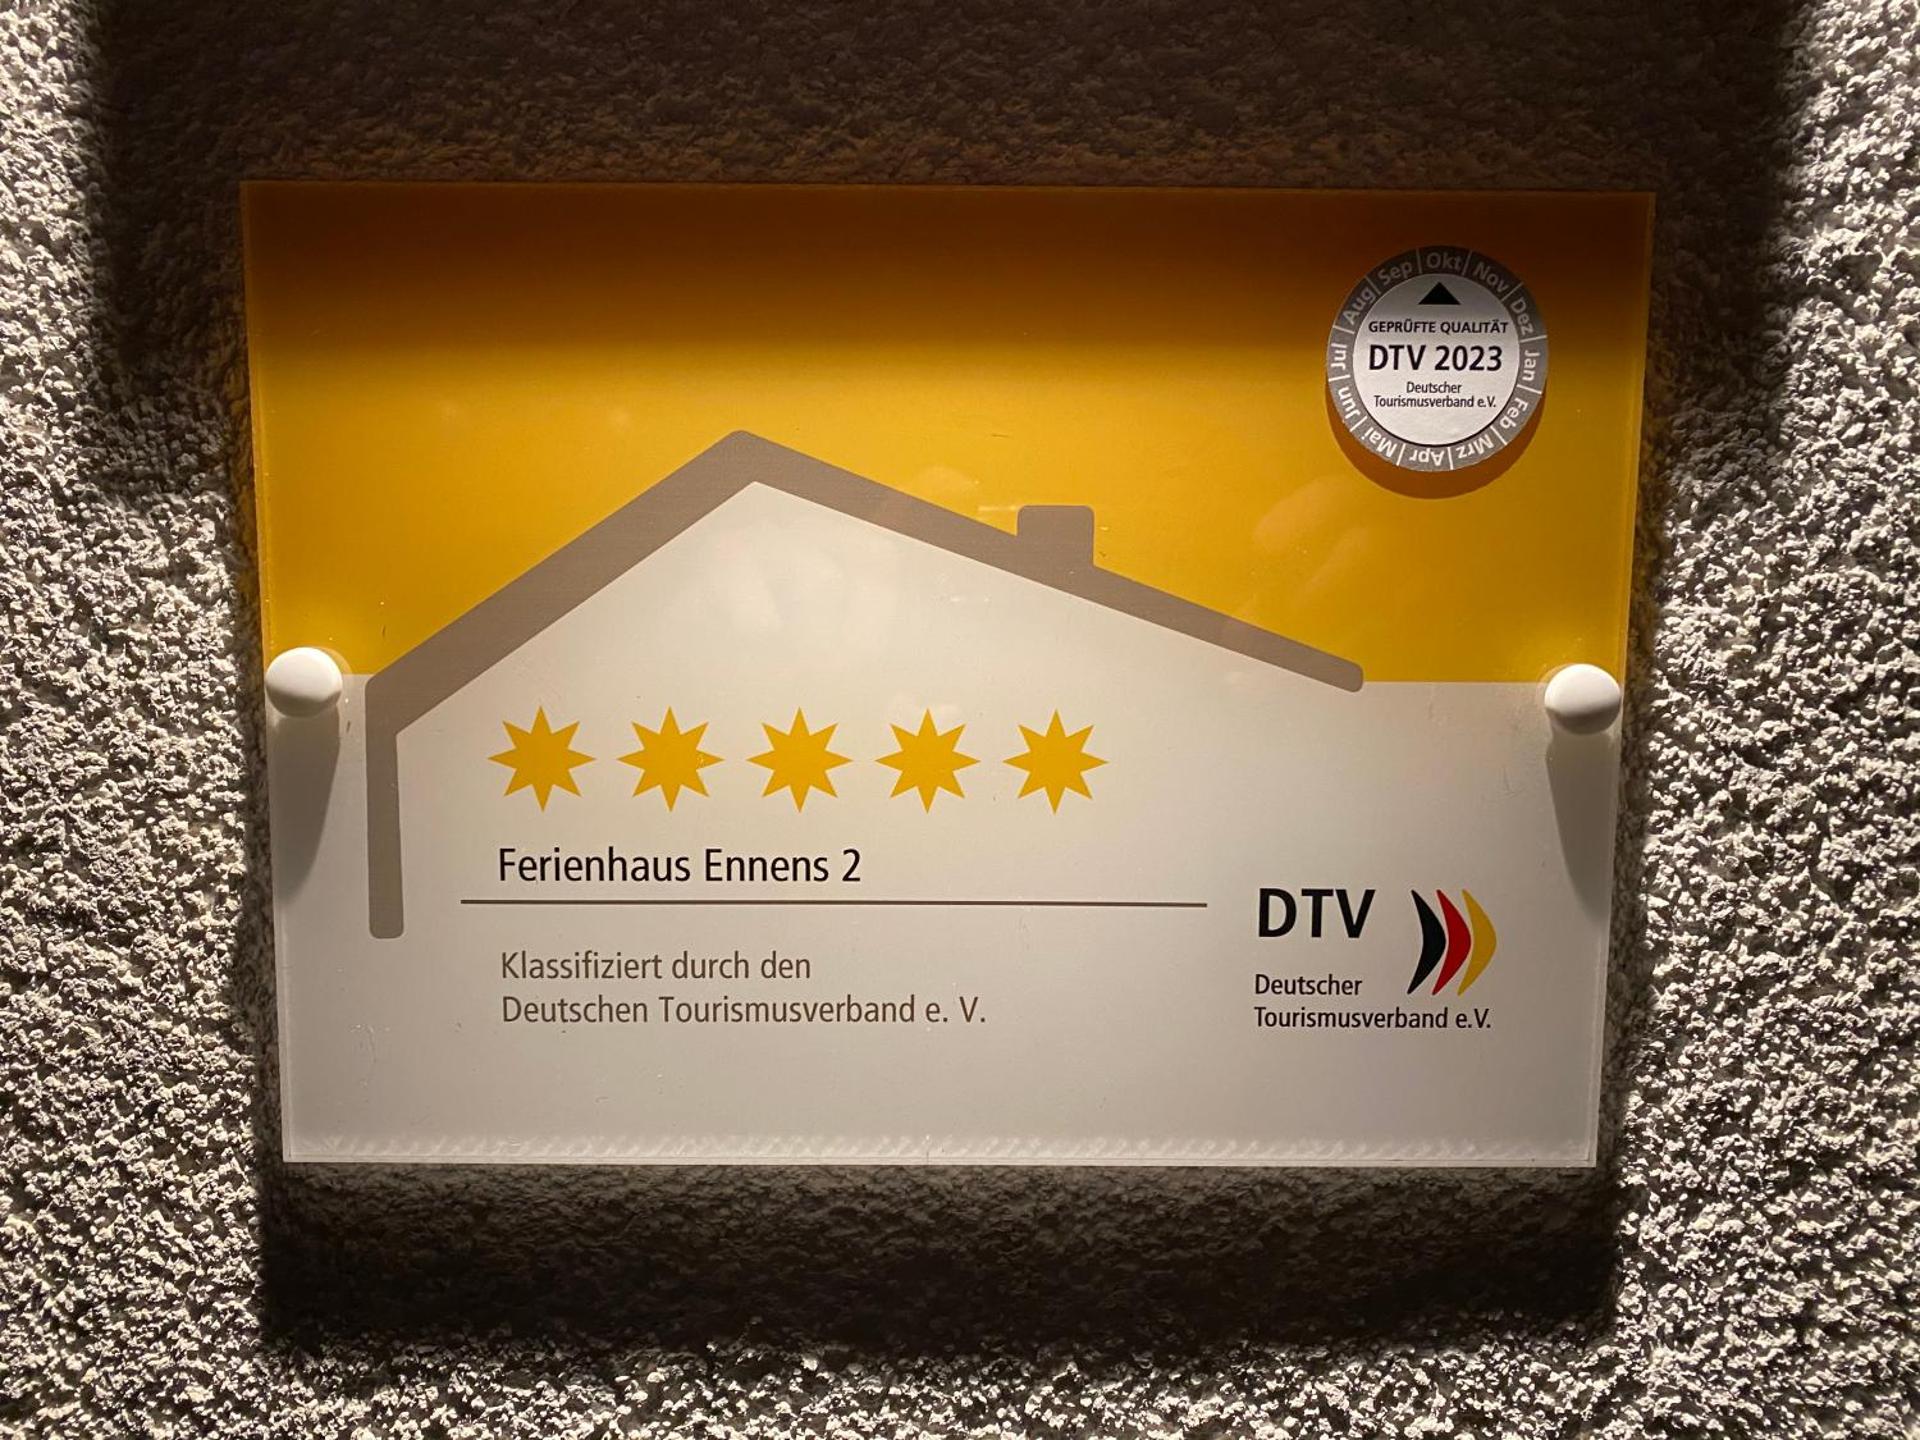 Sep | Okt | Nov | Dez | Jan | Feb | Mrz | Apr | Mai | Jun | Jul | Aug
GEPRÜFTE QUALITÄT
DTV 2023
Deutscher
Tourismusverband e.V.
Ferienhaus Ennens 2
Klassifiziert durch den
Deutschen Tourismusverband e. V.
DTV
Deutscher
Tourismusverband e.V.